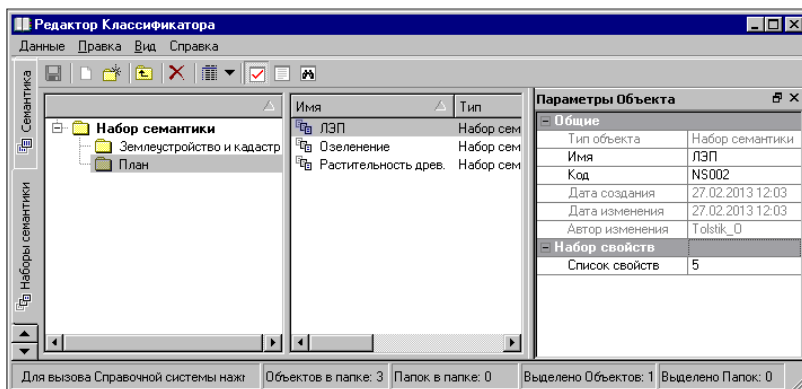 Редактор Классификатора
Данные Правка Вид Справка
Семантика
Наборы семантики
Набор семантики
Землеустройство и кадастр
План
Имя Тип
ЛЭП Набор сем
Озеленение Набор сем
Растительность древ. Набор сем
Параметры Объекта
Общие
Тип объекта Набор семантики
Имя ЛЭП
Код NS002
Дата создания 27.02.2013 12:03
Дата изменения 27.02.2013 12:03
Автор изменения Tolstik_O
Набор свойств
Список свойств 5
Для вызова Справочной системы нажг Объектов в папке: 3 Папок в папке: 0 Выделено Объектов: 1 Выделено Папок: 0